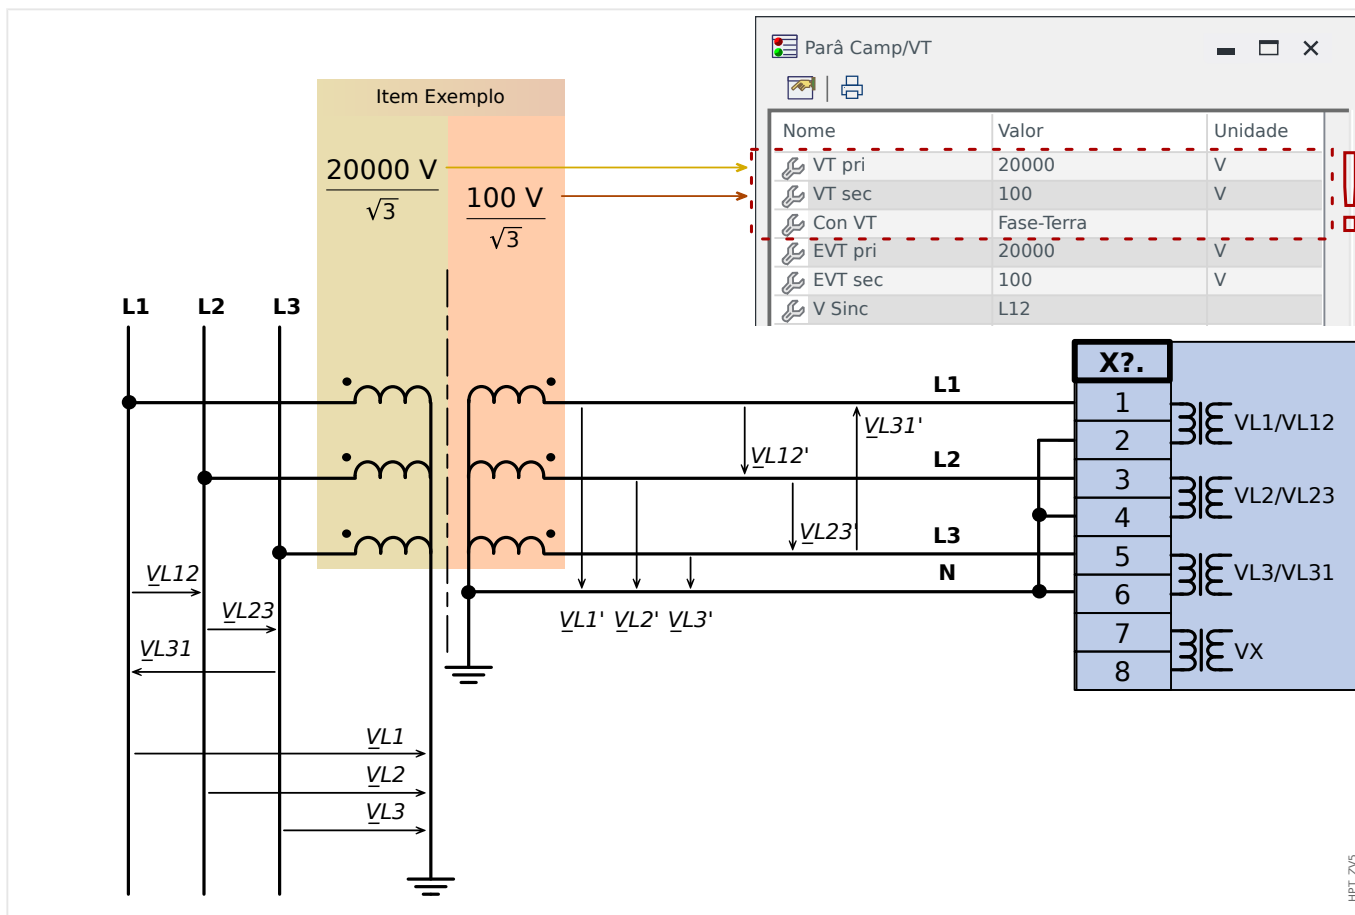 Item Exemplo
20000 V
√3
100 V
√3
Parâ Camp/VT
Nome Valor Unidade
VT pri 20000 V
VT sec 100 V
Con VT Fase-Terra
EVT pri 20000 V
EVT sec 100 V
V Sinc L12
L1 L2 L3
X?.
L1
L2
L3
N
1
2
3
4
5
6
7
8
VL1/VL12
VL2/VL23
VL3/VL31
VX
VL31'
VL12'
VL23'
VL1' VL2' VL3'
VL12
VL23
VL31
VL1
VL2
VL3
HPT_ZV5